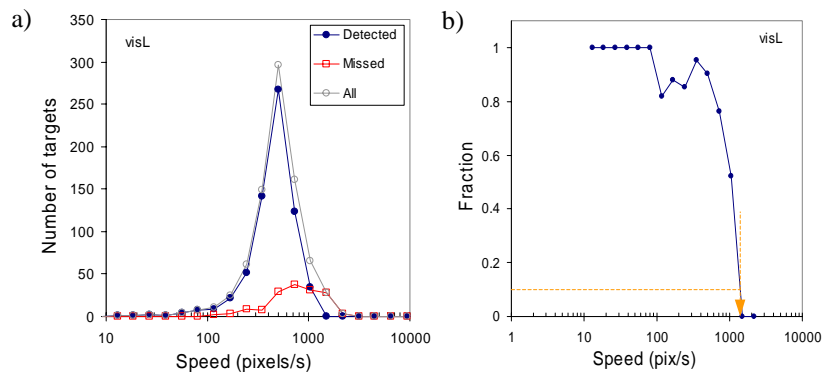 a)
visL
Detected
Missed
All
Number of targets
350
300
250
200
150
100
50
0
10
100
1000
10000
Speed (pixels/s)
b)
visL
Fraction
1
0.8
0.6
0.4
0.2
0
1
10
100
1000
10000
Speed (pix/s)